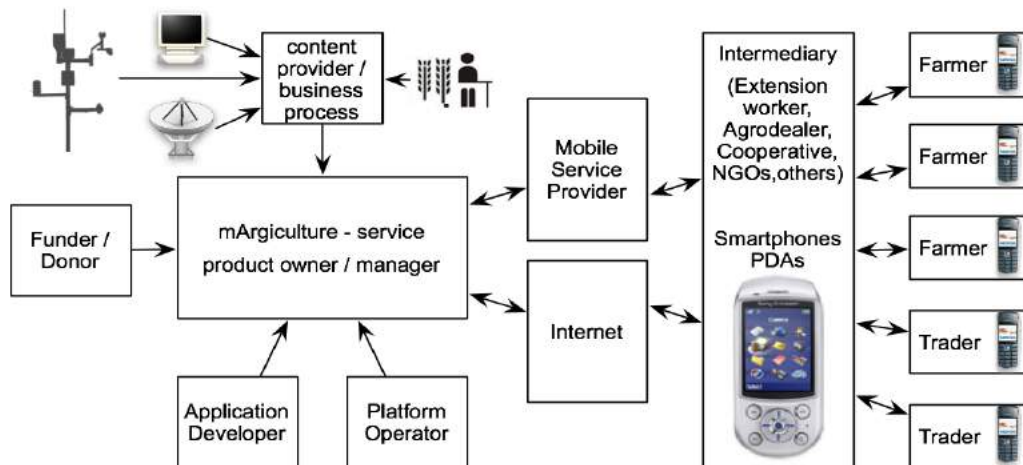 content
provider /
business
process
Intermediary
(Extension
worker,
Agrodealer,
Cooperative,
NGOs,others)
Smartphones
PDAs
Farmer
Farmer
Farmer
Trader
Trader
Mobile
Service
Provider
Internet
Funder /
Donor
mArgiculture - service
product owner / manager
Application
Developer
Platform
Operator